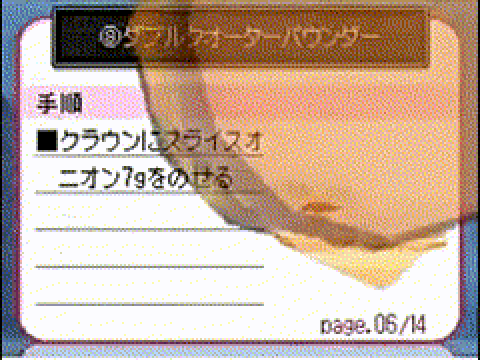 ⑧ダブルクオーターパウンダー
手順
■クラウンにスライスオ
ニオン7gをのせる
page.06/14